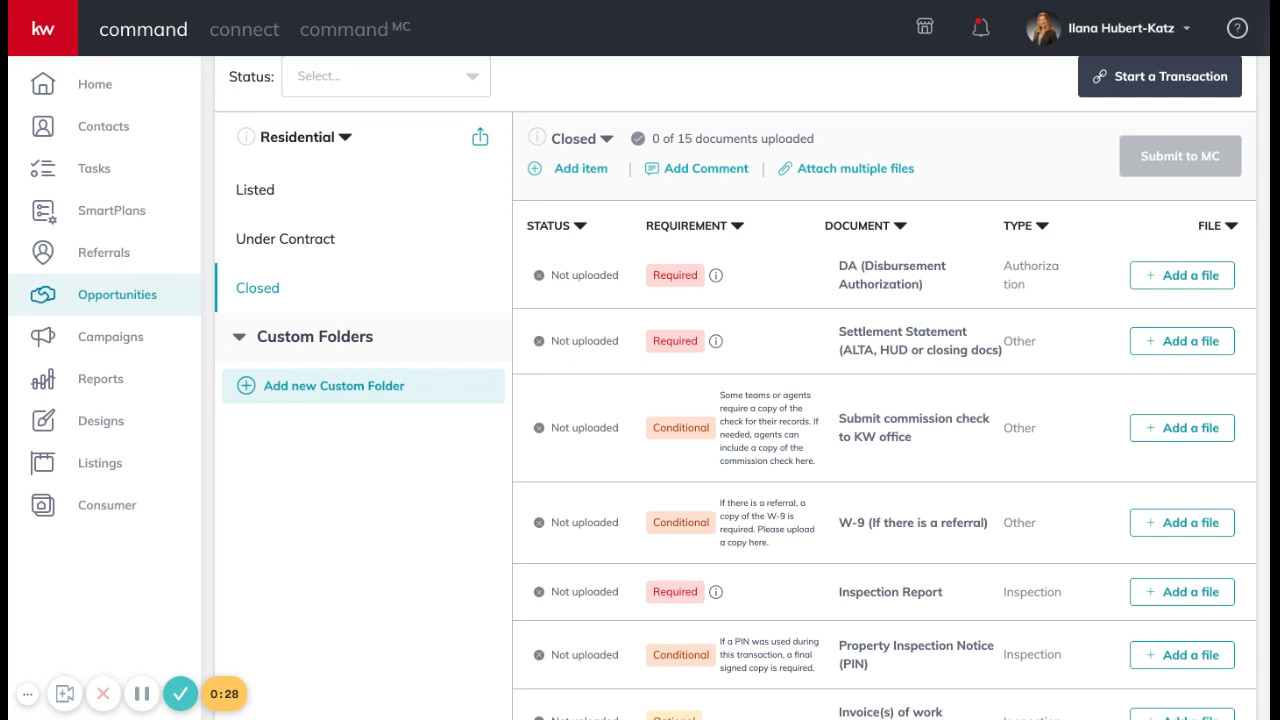 kw command connect command MC Ilana Hubert-Katz ?
Home
Contacts
Tasks
SmartPlans
Referrals
Opportunities
Campaigns
Reports
Designs
Listings
Consumer
0:28
Status: Select...
Start a Transaction
Residential
Listed
Under Contract
Closed
Custom Folders
Add new Custom Folder
Closed 0 of 15 documents uploaded
Add item | Add Comment | Attach multiple files
Submit to MC
STATUS REQUIREMENT DOCUMENT TYPE FILE
Not uploaded Required DA (Disbursement
Authorization) Authoriza
tion + Add a file
Not uploaded Required Settlement Statement
(ALTA, HUD or closing docs) Other + Add a file
Not uploaded Conditional Some teams or agents
require a copy of the
check for their records. If
needed, agents can
include a copy of the
commission check here.
Submit commission check
to KW office Other + Add a file
Not uploaded Conditional If there is a referral, a
copy of the W-9 is
required. Please upload
a copy here.
W-9 (If there is a referral) Other + Add a file
Not uploaded Required Inspection Report Inspection + Add a file
Not uploaded Conditional If a PIN was used during
this transaction, a final
signed copy is required.
Property Inspection Notice
(PIN) Inspection + Add a file
Not uploaded Optional Invoice(s) of work Inspection + Add a file